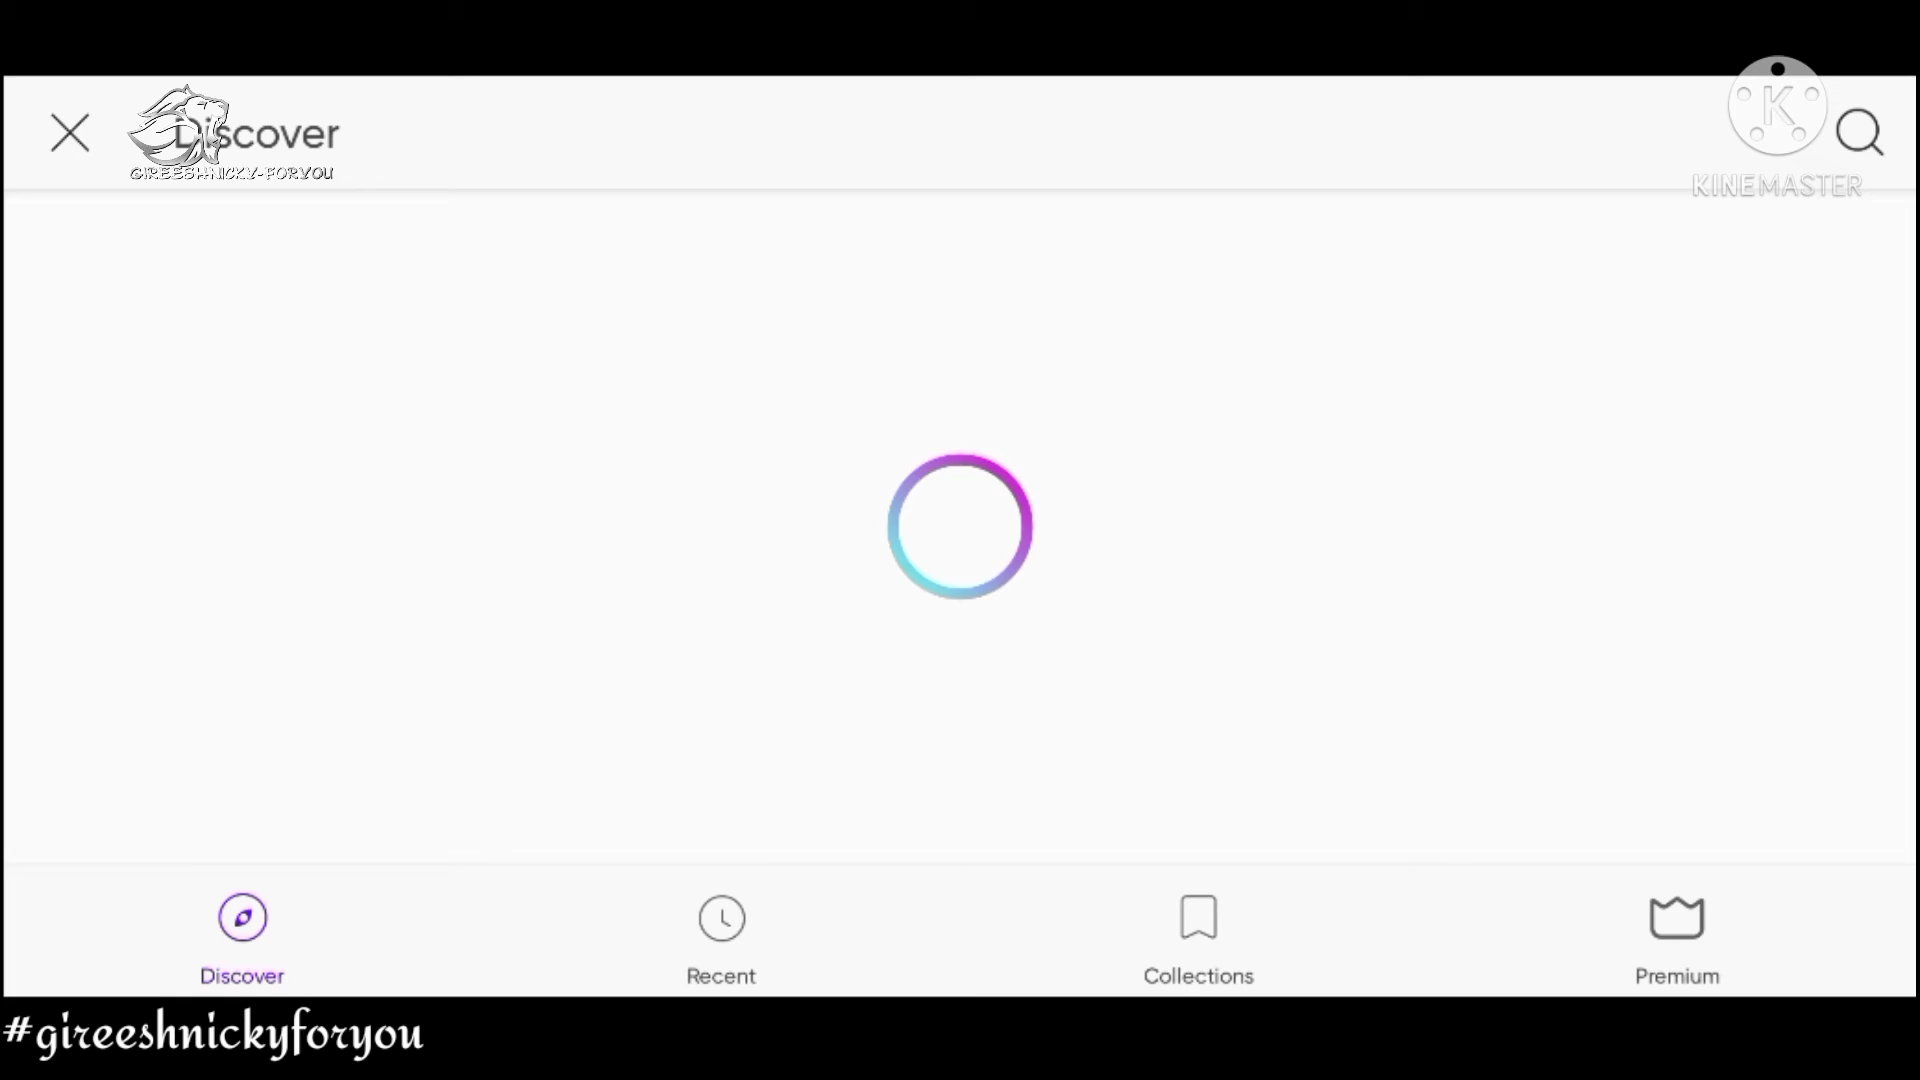 Discover
GIREESHNICKY-FORYOU
K
KINEMASTER
Discover
Recent
Collections
Premium
#gireeshnickyforyou